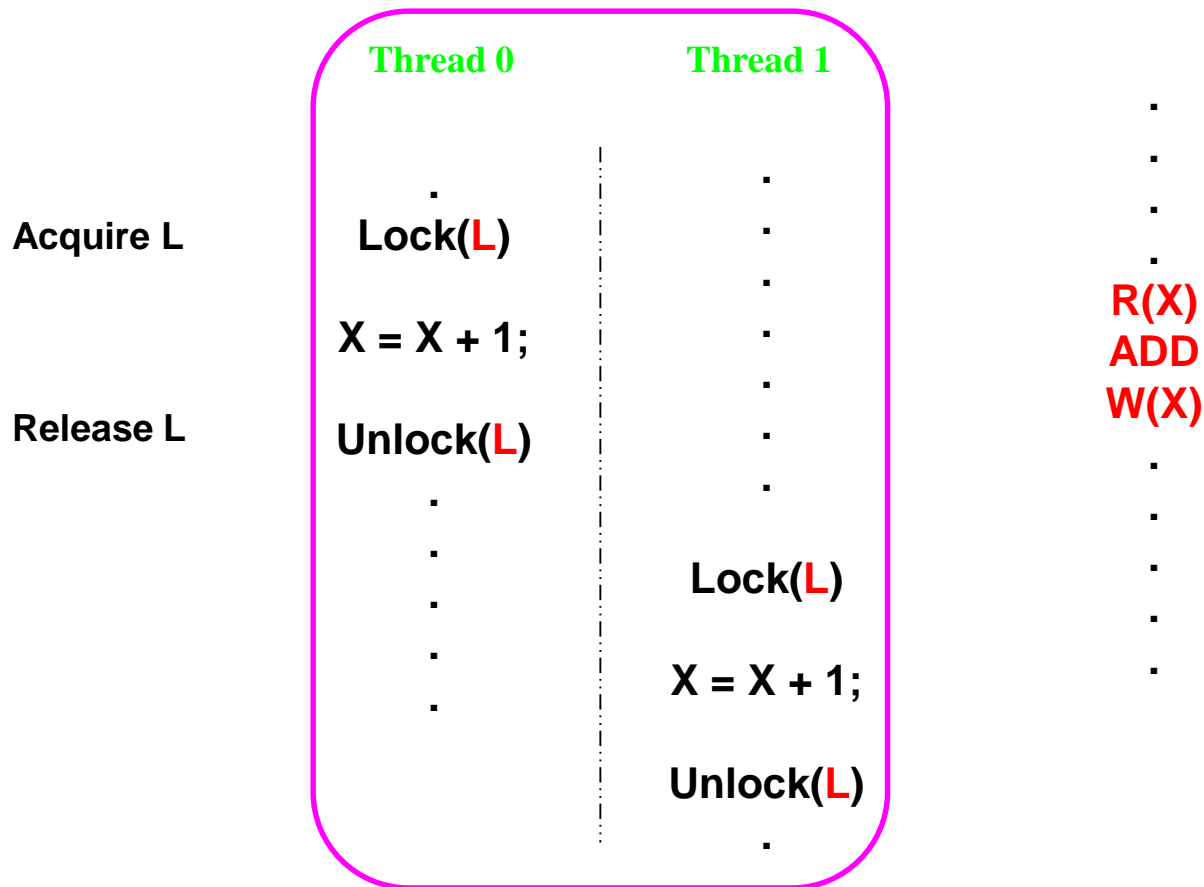 Thread 0 Thread 1
Acquire L Lock(L)
X = X + 1;
Release L Unlock(L)
Lock(L)
X = X + 1;
Unlock(L)
R(X)
ADD
W(X)